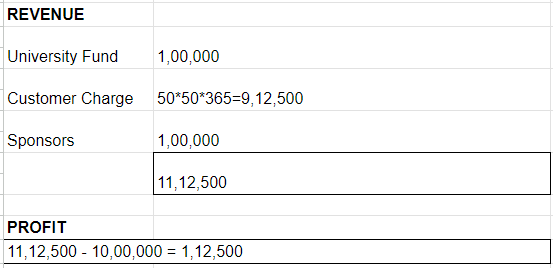 REVENUE
University Fund 1,00,000
Customer Charge 50*50*365=9,12,500
Sponsors 1,00,000
11,12,500
PROFIT
11,12,500 - 10,00,000 = 1,12,500